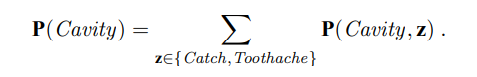 P(Cavity) = ∑ P(Cavity, z) .
z∈{Catch,Toothache}